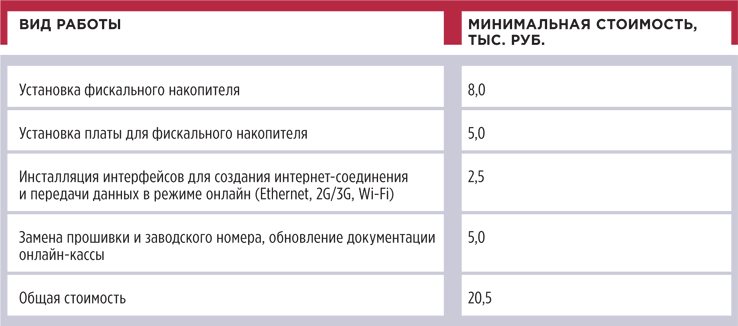 ВИД РАБОТЫ
МИНИМАЛЬНАЯ СТОИМОСТЬ,
ТЫС. РУБ.
Установка фискального накопителя
8,0
Установка платы для фискального накопителя
5,0
Инсталляция интерфейсов для создания интернет-соединения
и передачи данных в режиме онлайн (Ethernet, 2G/3G, Wi-Fi)
2,5
Замена прошивки и заводского номера, обновление документации
онлайн-кассы
5,0
Общая стоимость
20,5